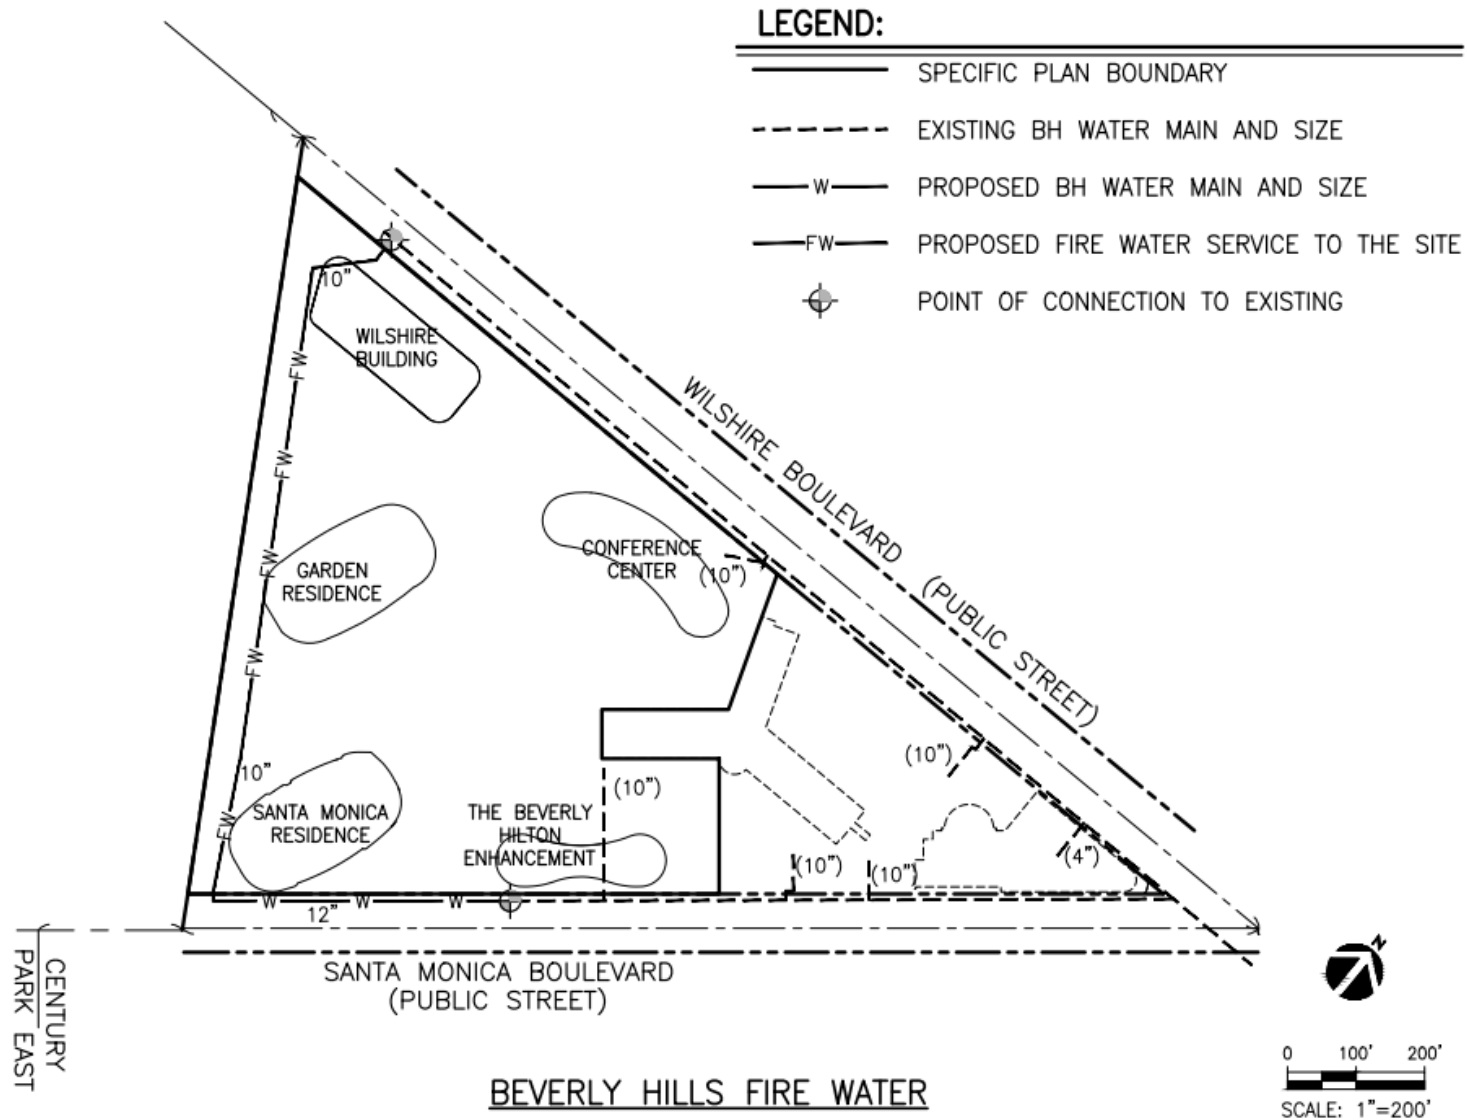 LEGEND:
SPECIFIC PLAN BOUNDARY
EXISTING BH WATER MAIN AND SIZE
W
PROPOSED BH WATER MAIN AND SIZE
FW
PROPOSED FIRE WATER SERVICE TO THE SITE
POINT OF CONNECTION TO EXISTING
10"
WILSHIRE
BUILDING
FW
FW
FW
FW
FW
WILSHIRE BOULEVARD (PUBLIC STREET)
GARDEN
RESIDENCE
CONFERENCE
CENTER
(10")
10"
SANTA MONICA
RESIDENCE
THE BEVERLY
HILTON
ENHANCEMENT
(10")
(10")
(10")
(10")
(4")
W
W
W
12"
SANTA MONICA BOULEVARD
(PUBLIC STREET)
CENTURY
PARK EAST
N
0 100' 200'
SCALE: 1"=200'
BEVERLY HILLS FIRE WATER